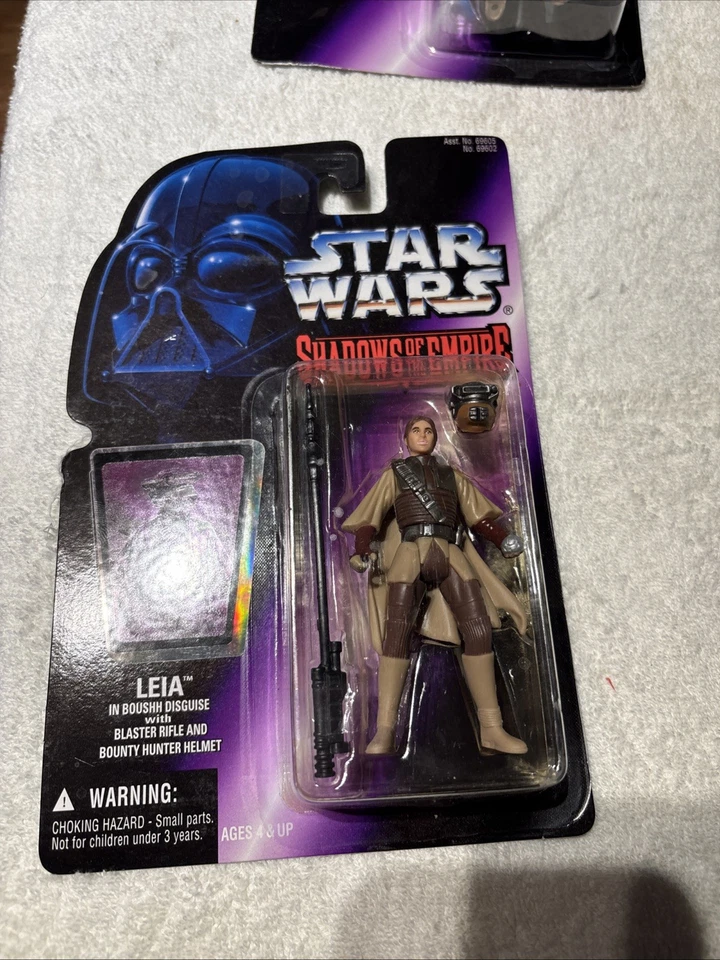 Asst. No. 69605
No. 69602
STAR
WARS®
SHADOWS OF THE EMPIRE
LEIA™
IN BOUSHH DISGUISE
with
BLASTER RIFLE AND
BOUNTY HUNTER HELMET
⚠ WARNING:
CHOKING HAZARD - Small parts.
Not for children under 3 years.
AGES 4 & UP